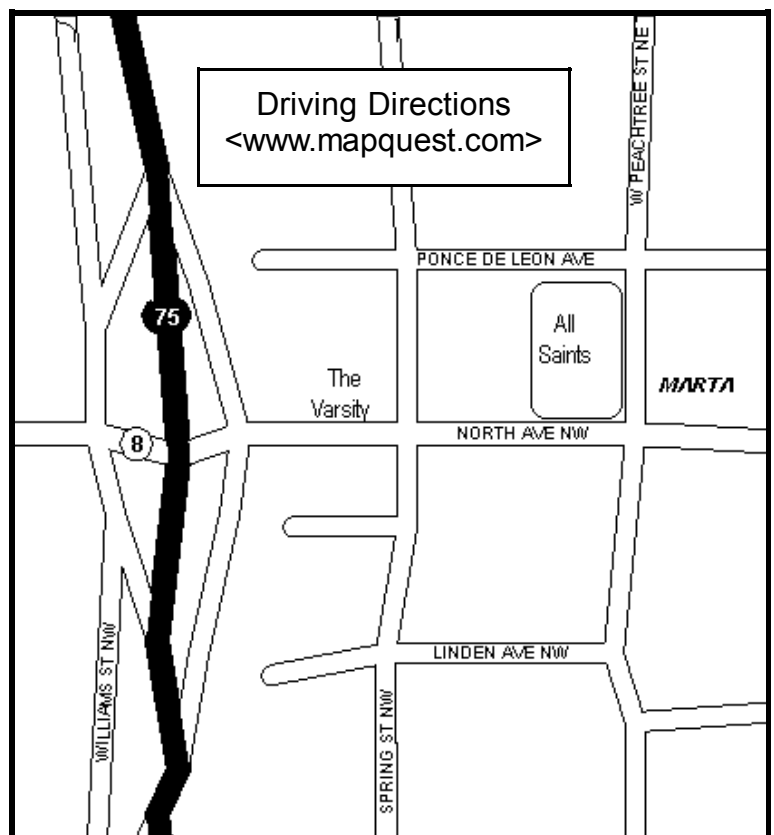 Driving Directions
<www.mapquest.com>
W PEACHTREE ST NE
PONCE DE LEON AVE
75
All
Saints
The
Varsity
MARTA
8
NORTH AVE NW
LINDEN AVE NW
WILLIAMS ST NW
SPRING ST NW